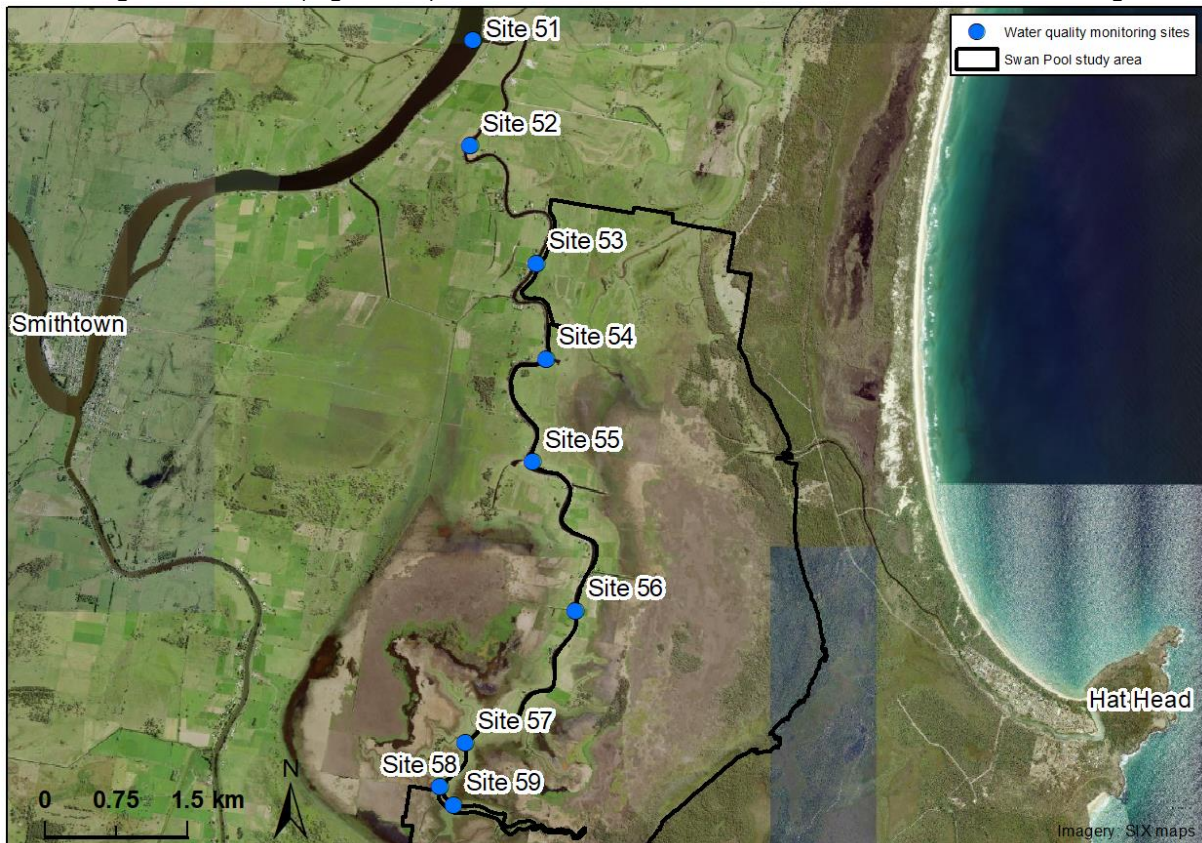 Site 51
Water quality monitoring sites
Swan Pool study area
Site 52
Site 53
Smithtown
Site 54
Site 55
Site 56
Hat Head
Site 57
Site 58
Site 59
N
0 0.75 1.5 km
Imagery: SIX maps